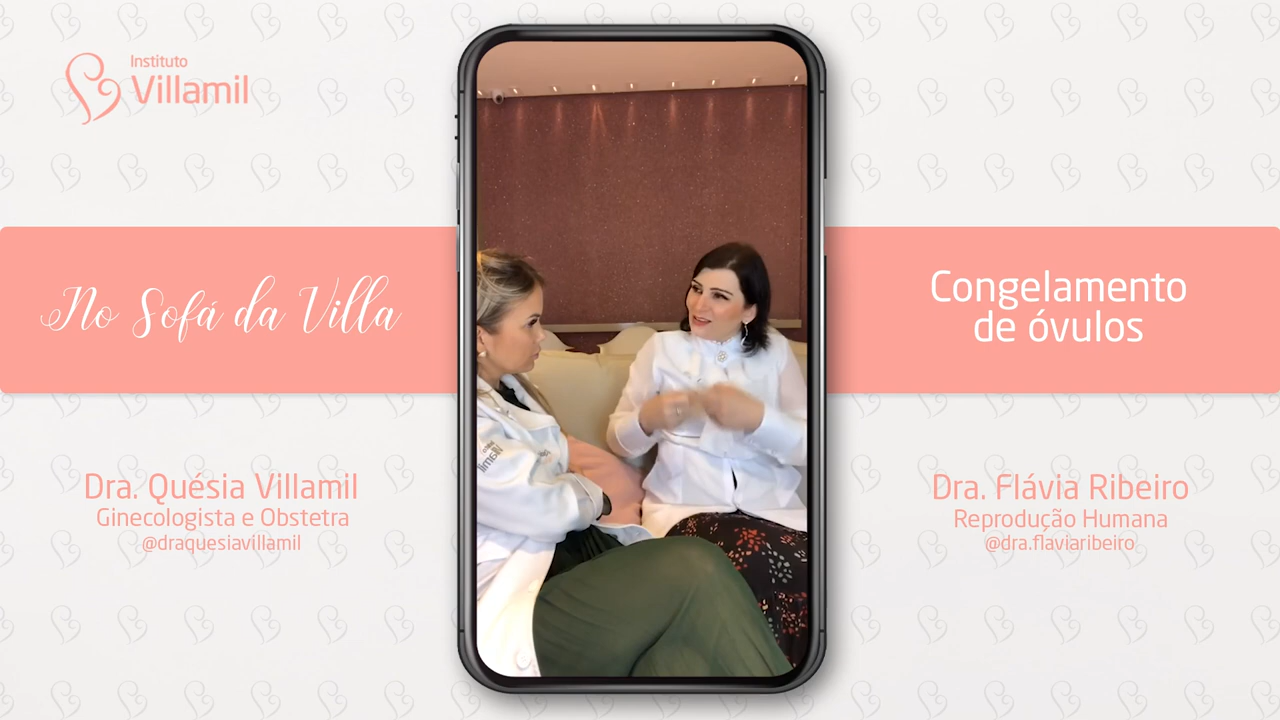 Instituto
Villamil
No Sofá da Villa
Congelamento
de óvulos
Dra. Quésia Villamil
Ginecologista e Obstetra
@draquesiavillamil
Dra. Flávia Ribeiro
Reprodução Humana
@dra.flaviaribeiro